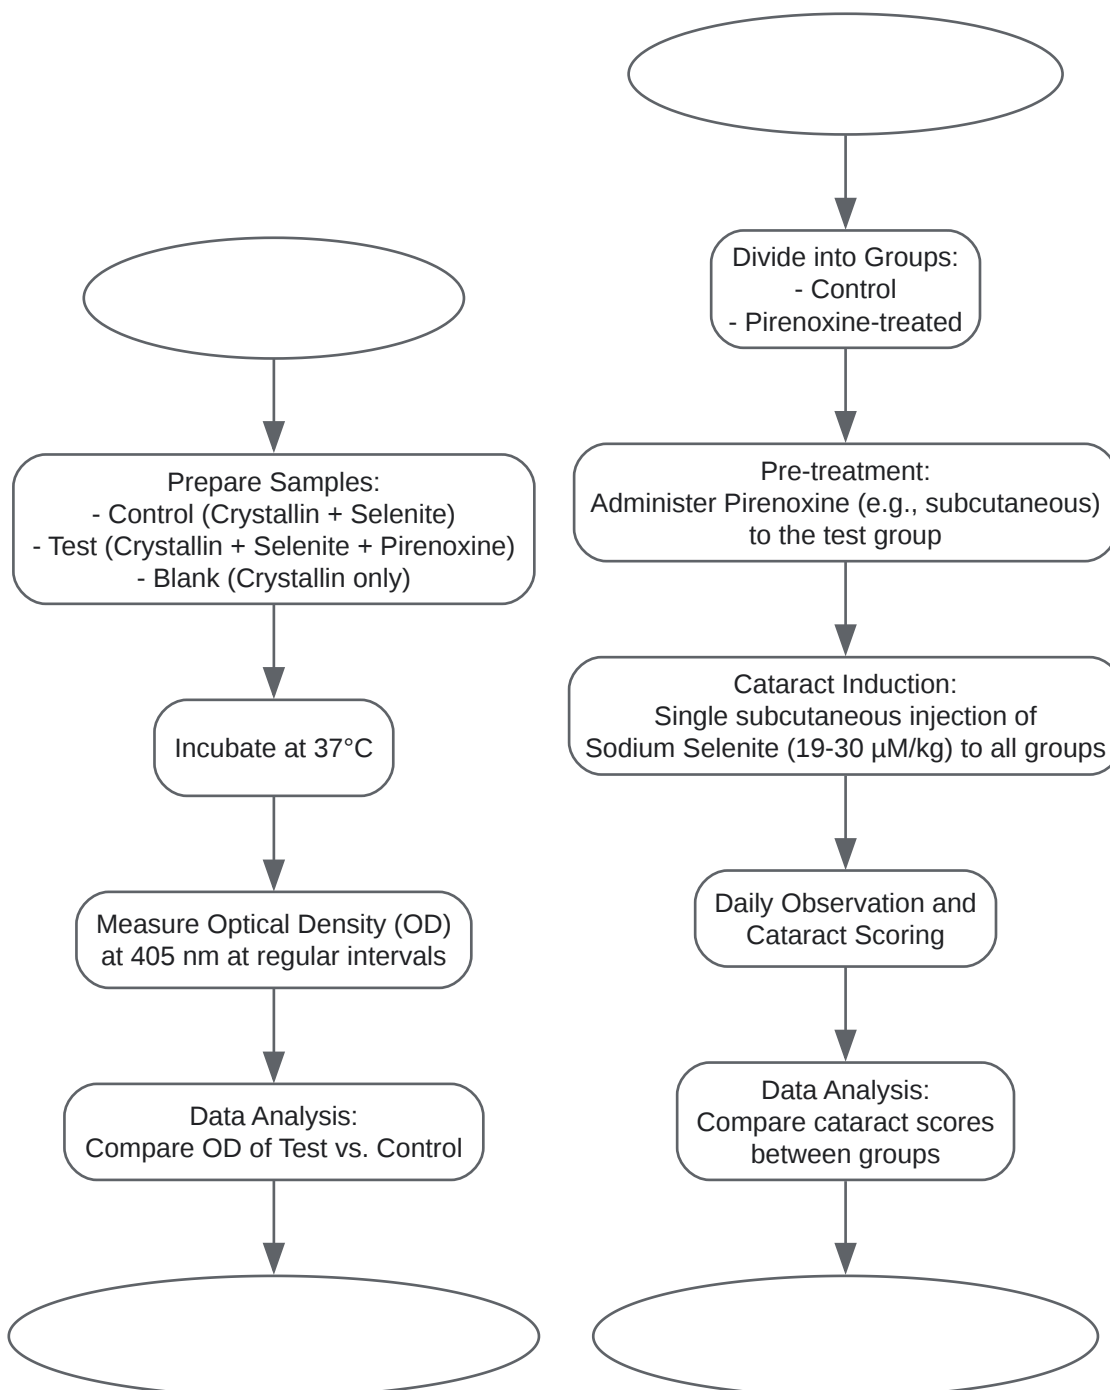 Prepare Samples:
- Control (Crystallin + Selenite)
- Test (Crystallin + Selenite + Pirenoxine)
- Blank (Crystallin only)
Incubate at 37°C
Measure Optical Density (OD)
at 405 nm at regular intervals
Data Analysis:
Compare OD of Test vs. Control
Divide into Groups:
- Control
- Pirenoxine-treated
Pre-treatment:
Administer Pirenoxine (e.g., subcutaneous)
to the test group
Cataract Induction:
Single subcutaneous injection of
Sodium Selenite (19-30 µM/kg) to all groups
Daily Observation and
Cataract Scoring
Data Analysis:
Compare cataract scores
between groups